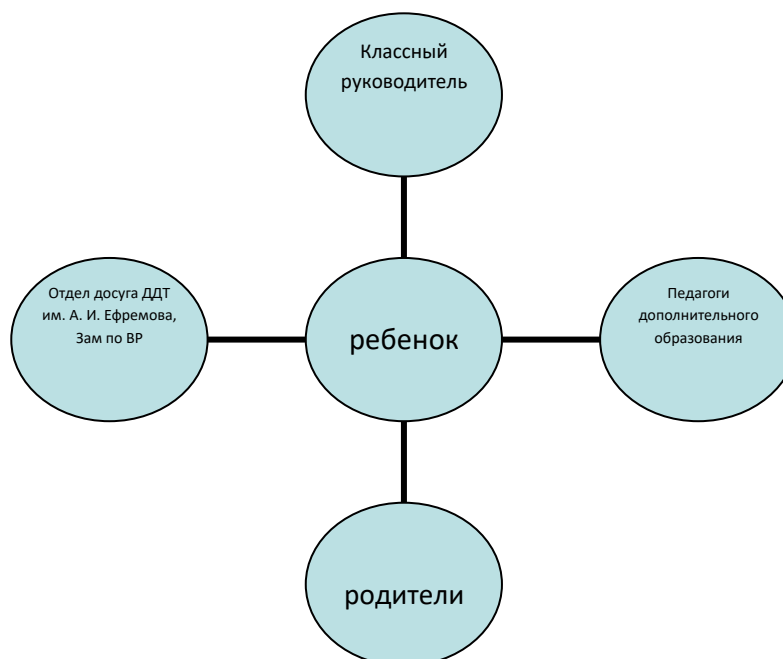 Классный
руководитель
Отдел досуга ДДТ
им. А. И. Ефремова,
Зам по ВР
ребенок
Педагоги
дополнительного
образования
родители